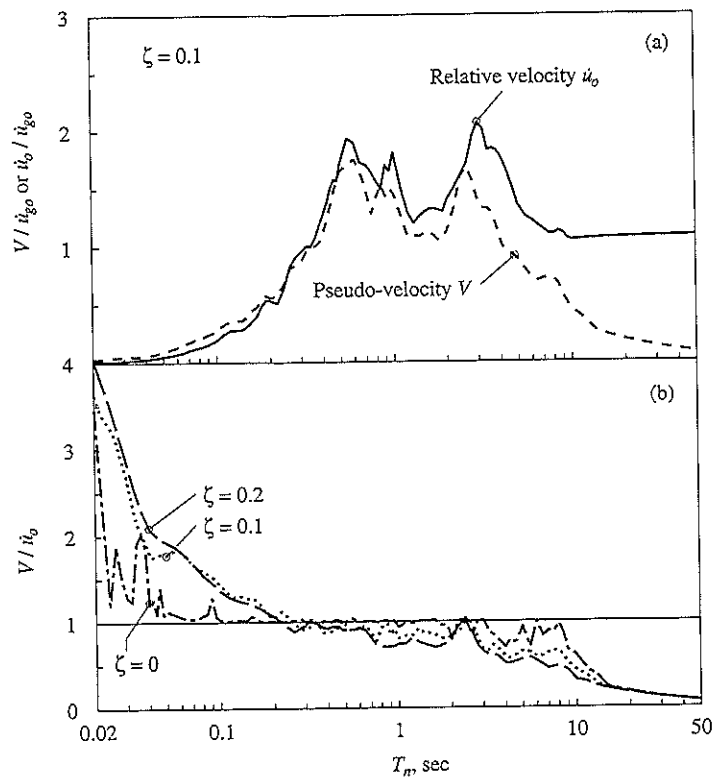 3
ζ = 0.1
(a)
Relative velocity u̇ₒ
2
V / u̇gₒ or u̇ₒ / u̇gₒ
1
Pseudo-velocity V
4
(b)
3
ζ = 0.2
ζ = 0.1
2
V / u̇ₒ
1
ζ = 0
0
0.02
0.1
1
10
50
Tₙ, sec